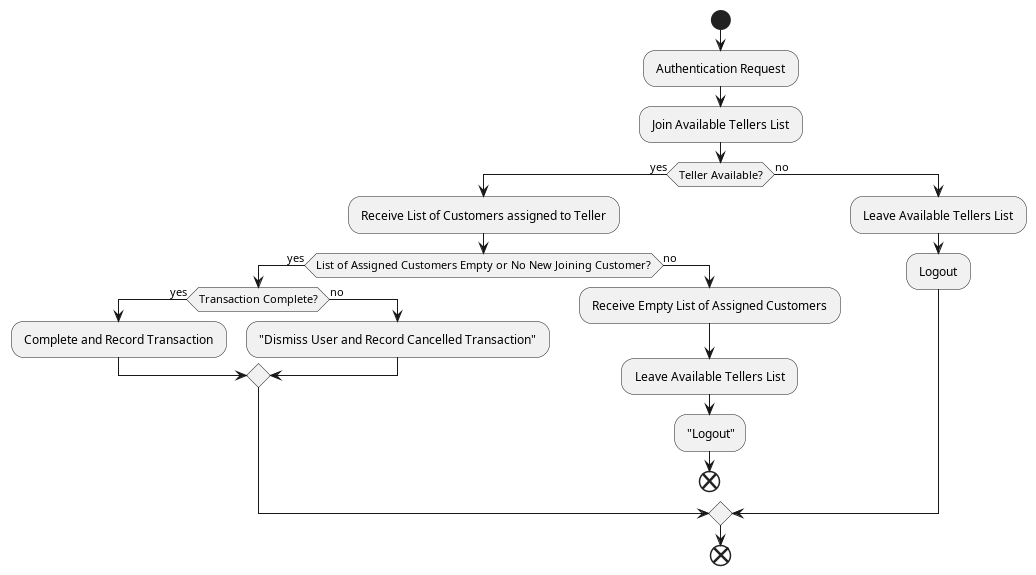 Authentication Request
Join Available Tellers List
yes
Teller Available?
no
Receive List of Customers assigned to Teller
Leave Available Tellers List
yes
List of Assigned Customers Empty or No New Joining Customer?
no
Logout
yes
Transaction Complete?
no
Receive Empty List of Assigned Customers
Complete and Record Transaction
"Dismiss User and Record Cancelled Transaction"
Leave Available Tellers List
"Logout"